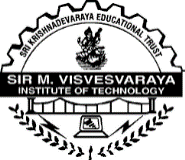 SRI KRISHNADEVARAYA EDUCATIONAL TRUST
SIR M. VISVESVARAYA
INSTITUTE OF TECHNOLOGY